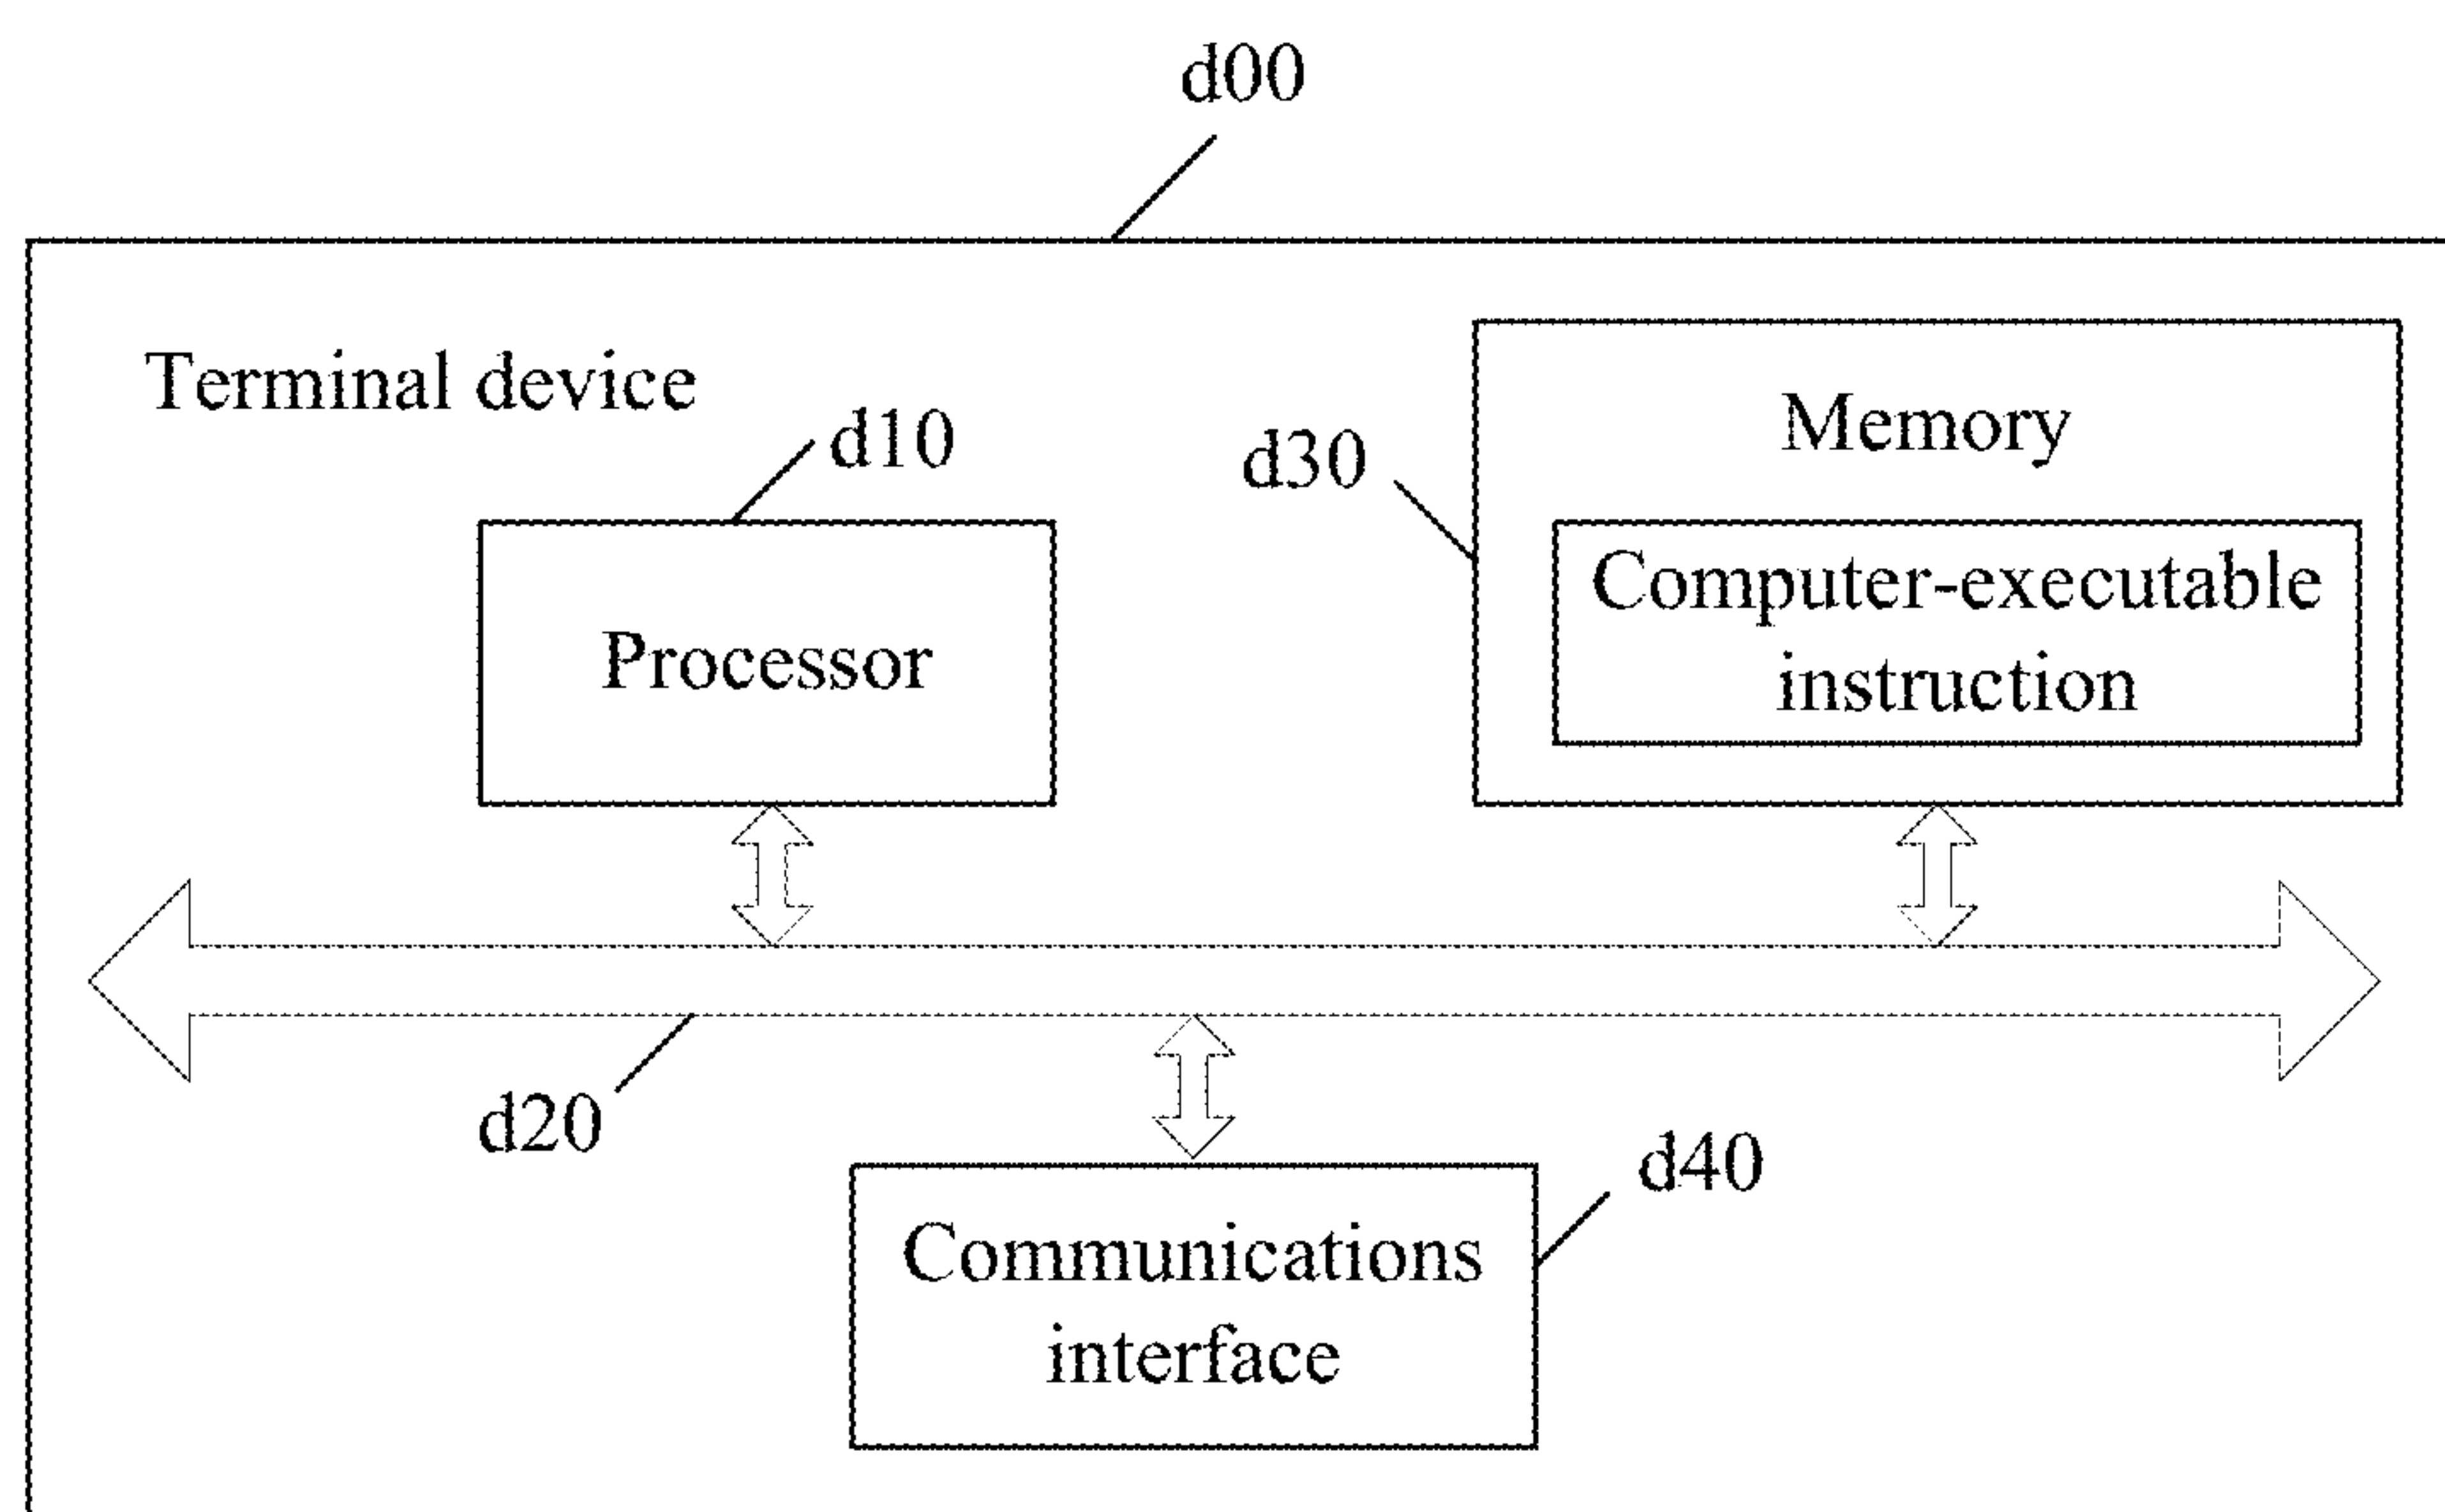 d00
Terminal device
d10
d30
Memory
Processor
Computer-executable
instruction
d20
d40
Communications
interface